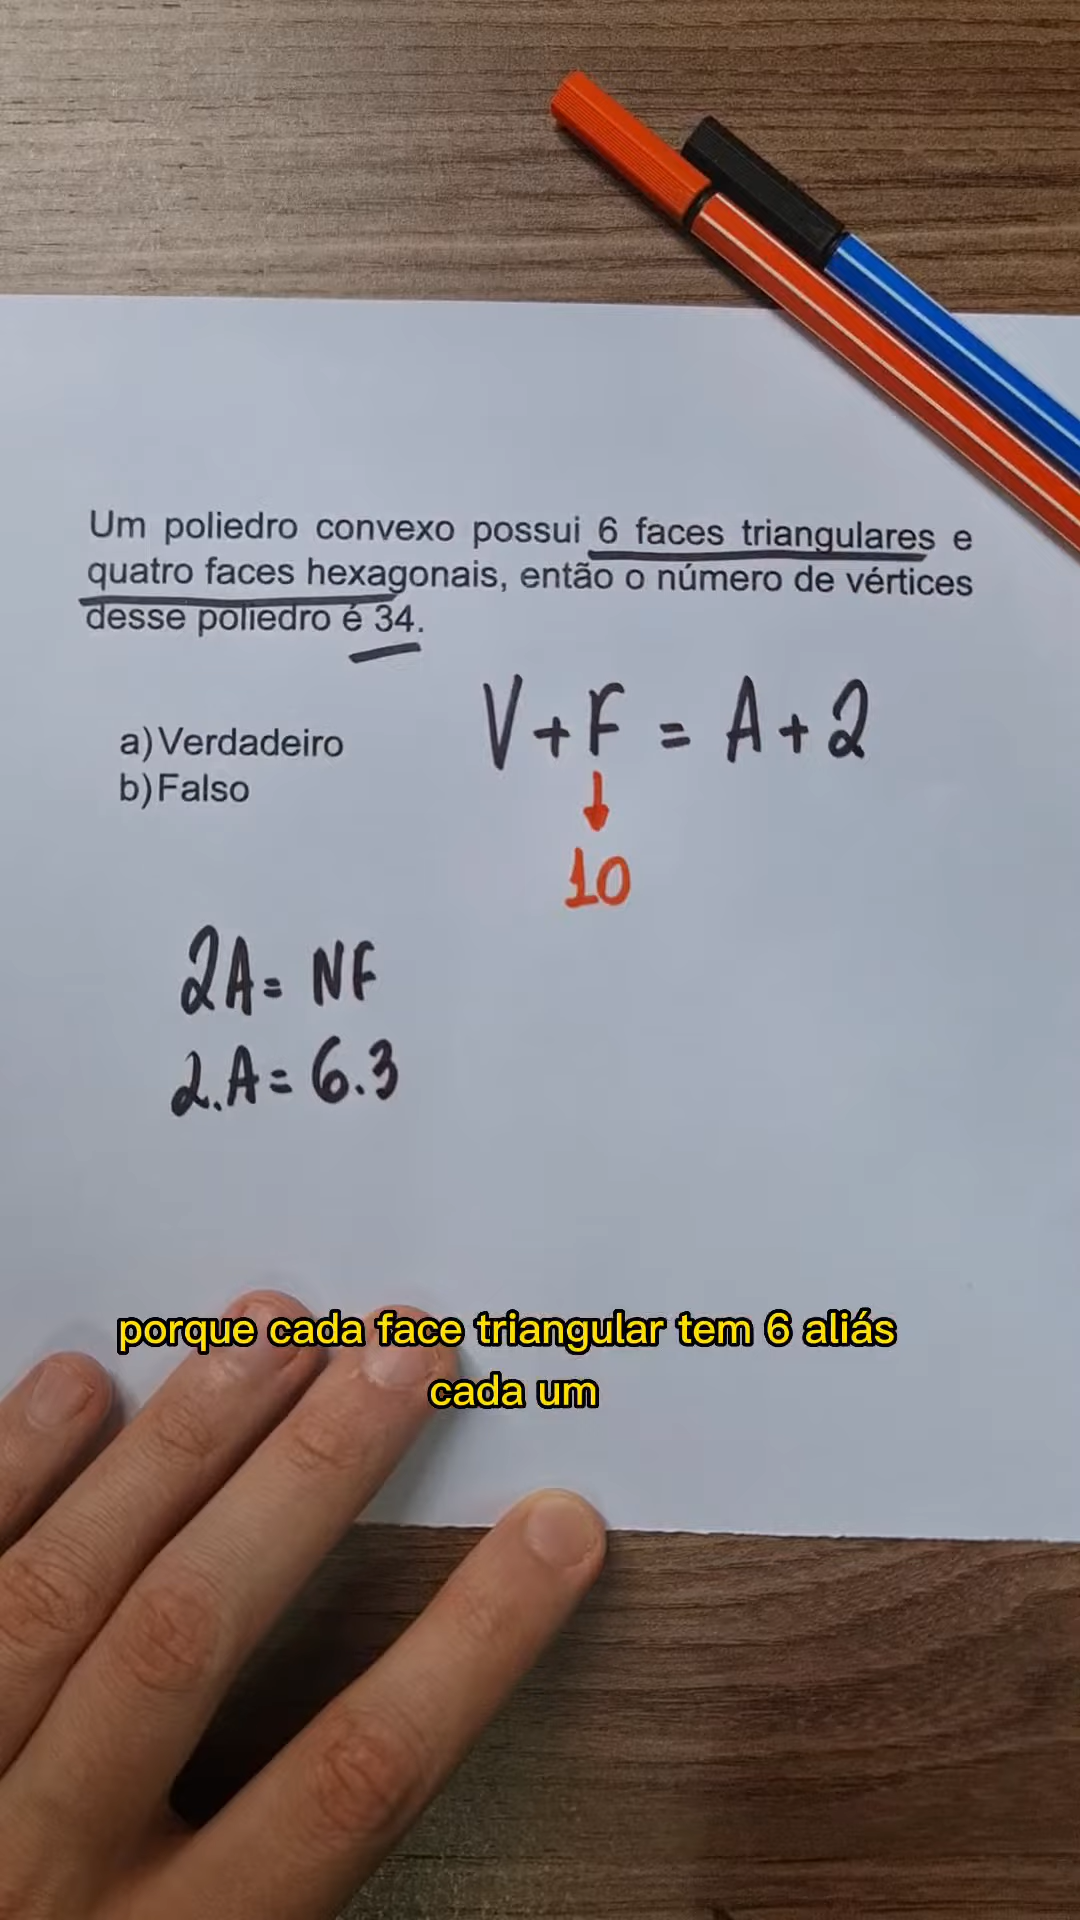 Um poliedro convexo possui 6 faces triangulares e
quatro faces hexagonais, então o número de vértices
desse poliedro é 34.
V+F = A+2
a) Verdadeiro
b) Falso
10
2A= NF
2.A= 6.3
porque cada face triangular tem 6 aliás
cada um